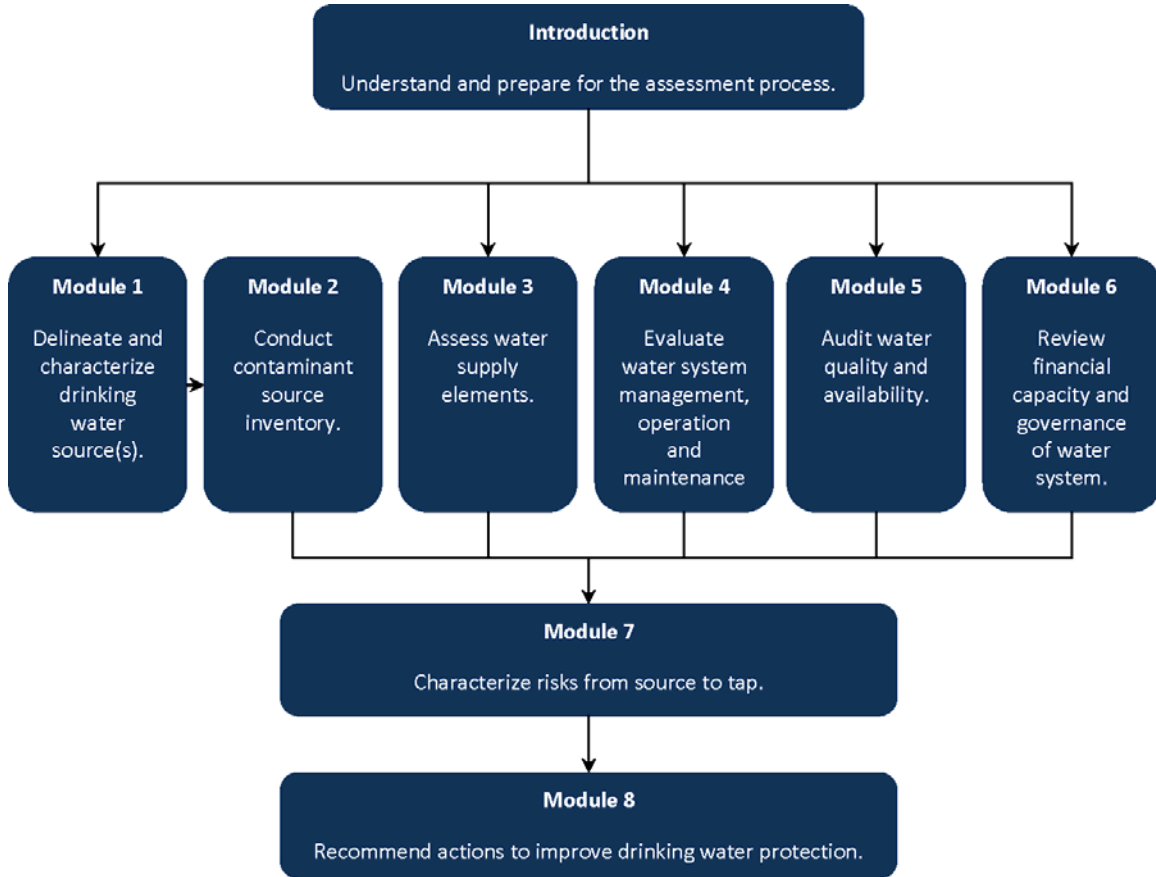 Introduction
Understand and prepare for the assessment process.
Module 1
Delineate and
characterize
drinking
water
source(s).
Module 2
Conduct
contaminant
source
inventory.
Module 3
Assess water
supply
elements.
Module 4
Evaluate
water system
management,
operation
and
maintenance
Module 5
Audit water
quality and
availability.
Module 6
Review
financial
capacity and
governance
of water
system.
Module 7
Characterize risks from source to tap.
Module 8
Recommend actions to improve drinking water protection.